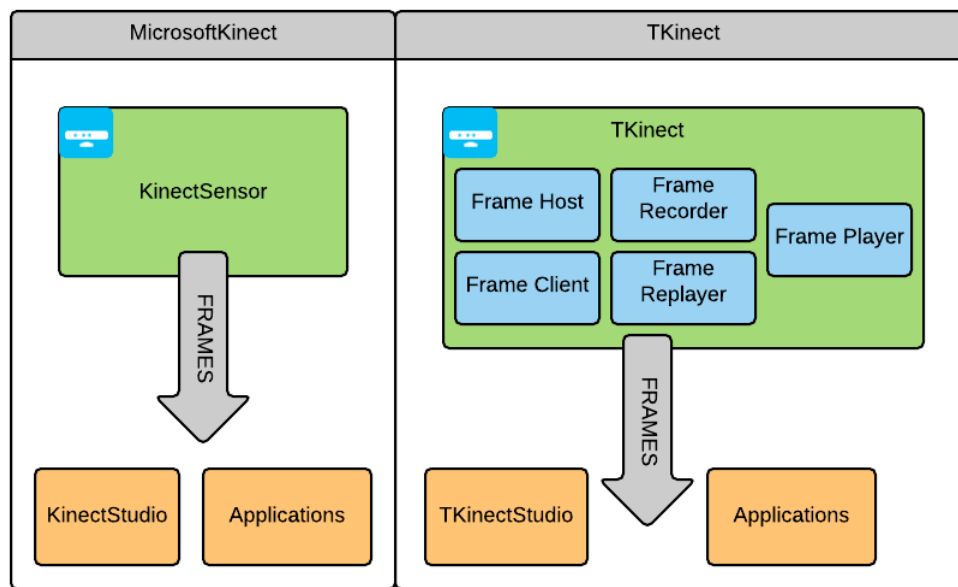 MicrosoftKinect
TKinect
KinectSensor
FRAMES
KinectStudio
Applications
TKinect
Frame Host
Frame
Recorder
Frame Player
Frame Client
Frame
Replayer
FRAMES
TKinectStudio
Applications